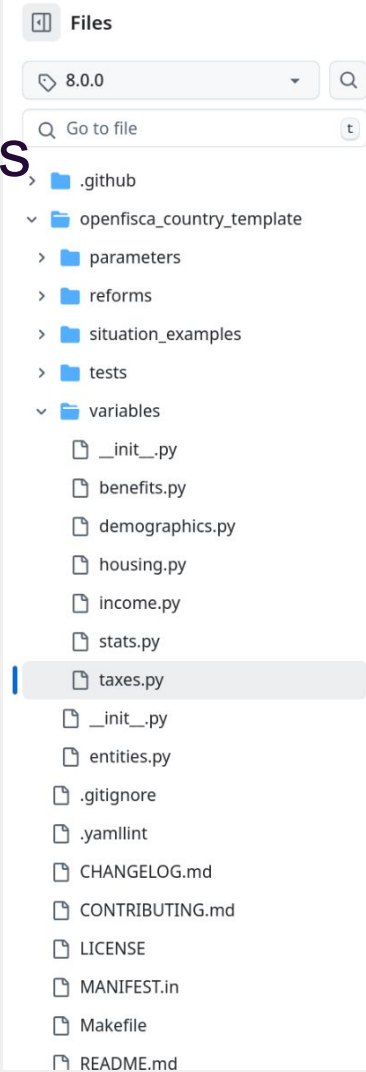 Files
8.0.0
Go to file
t
s
.github
openfisca_country_template
parameters
reforms
situation_examples
tests
variables
__init__.py
benefits.py
demographics.py
housing.py
income.py
stats.py
taxes.py
__init__.py
entities.py
.gitignore
.yamllint
CHANGELOG.md
CONTRIBUTING.md
LICENSE
MANIFEST.in
Makefile
README.md